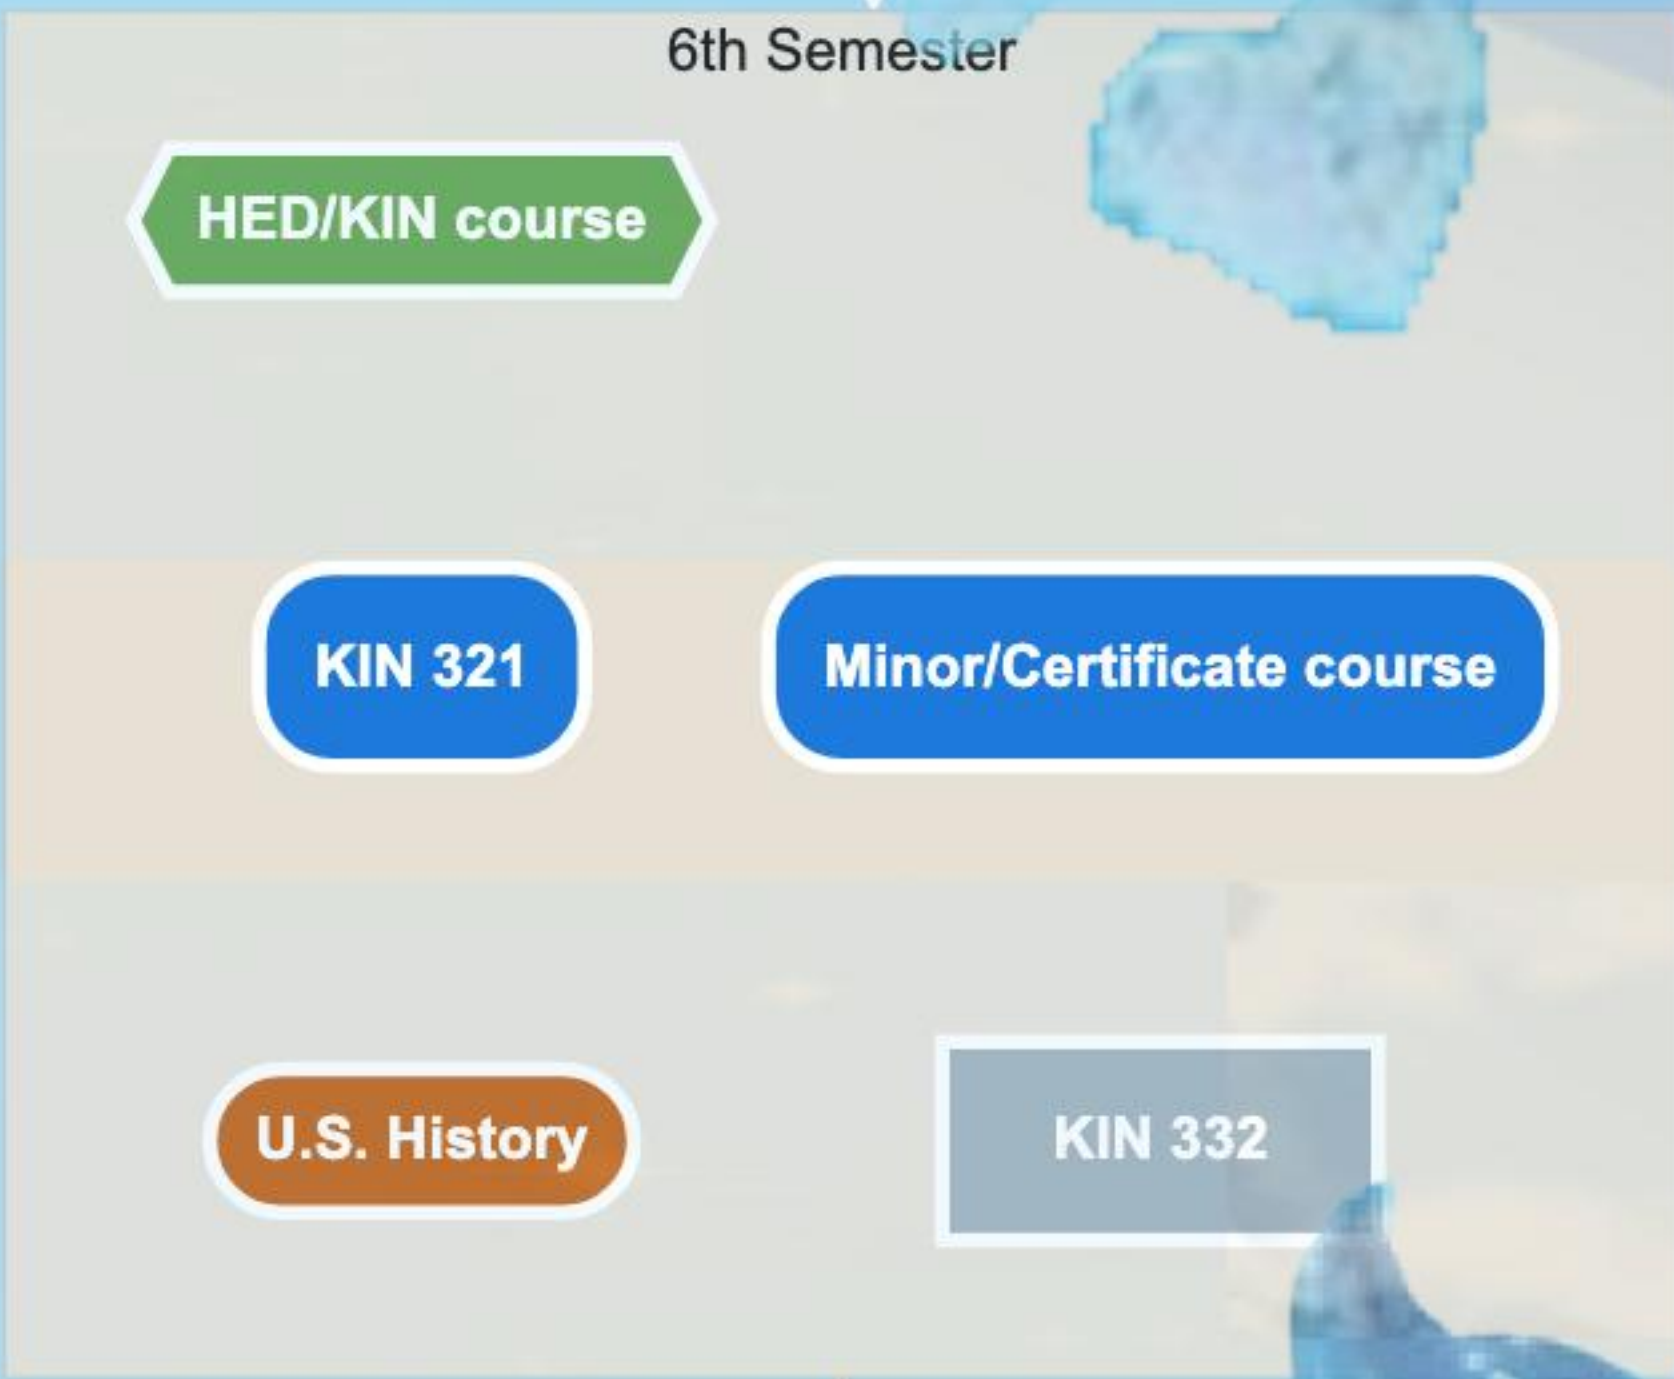 6th Semester
HED/KIN course
KIN 321
Minor/Certificate course
U.S. History
KIN 332